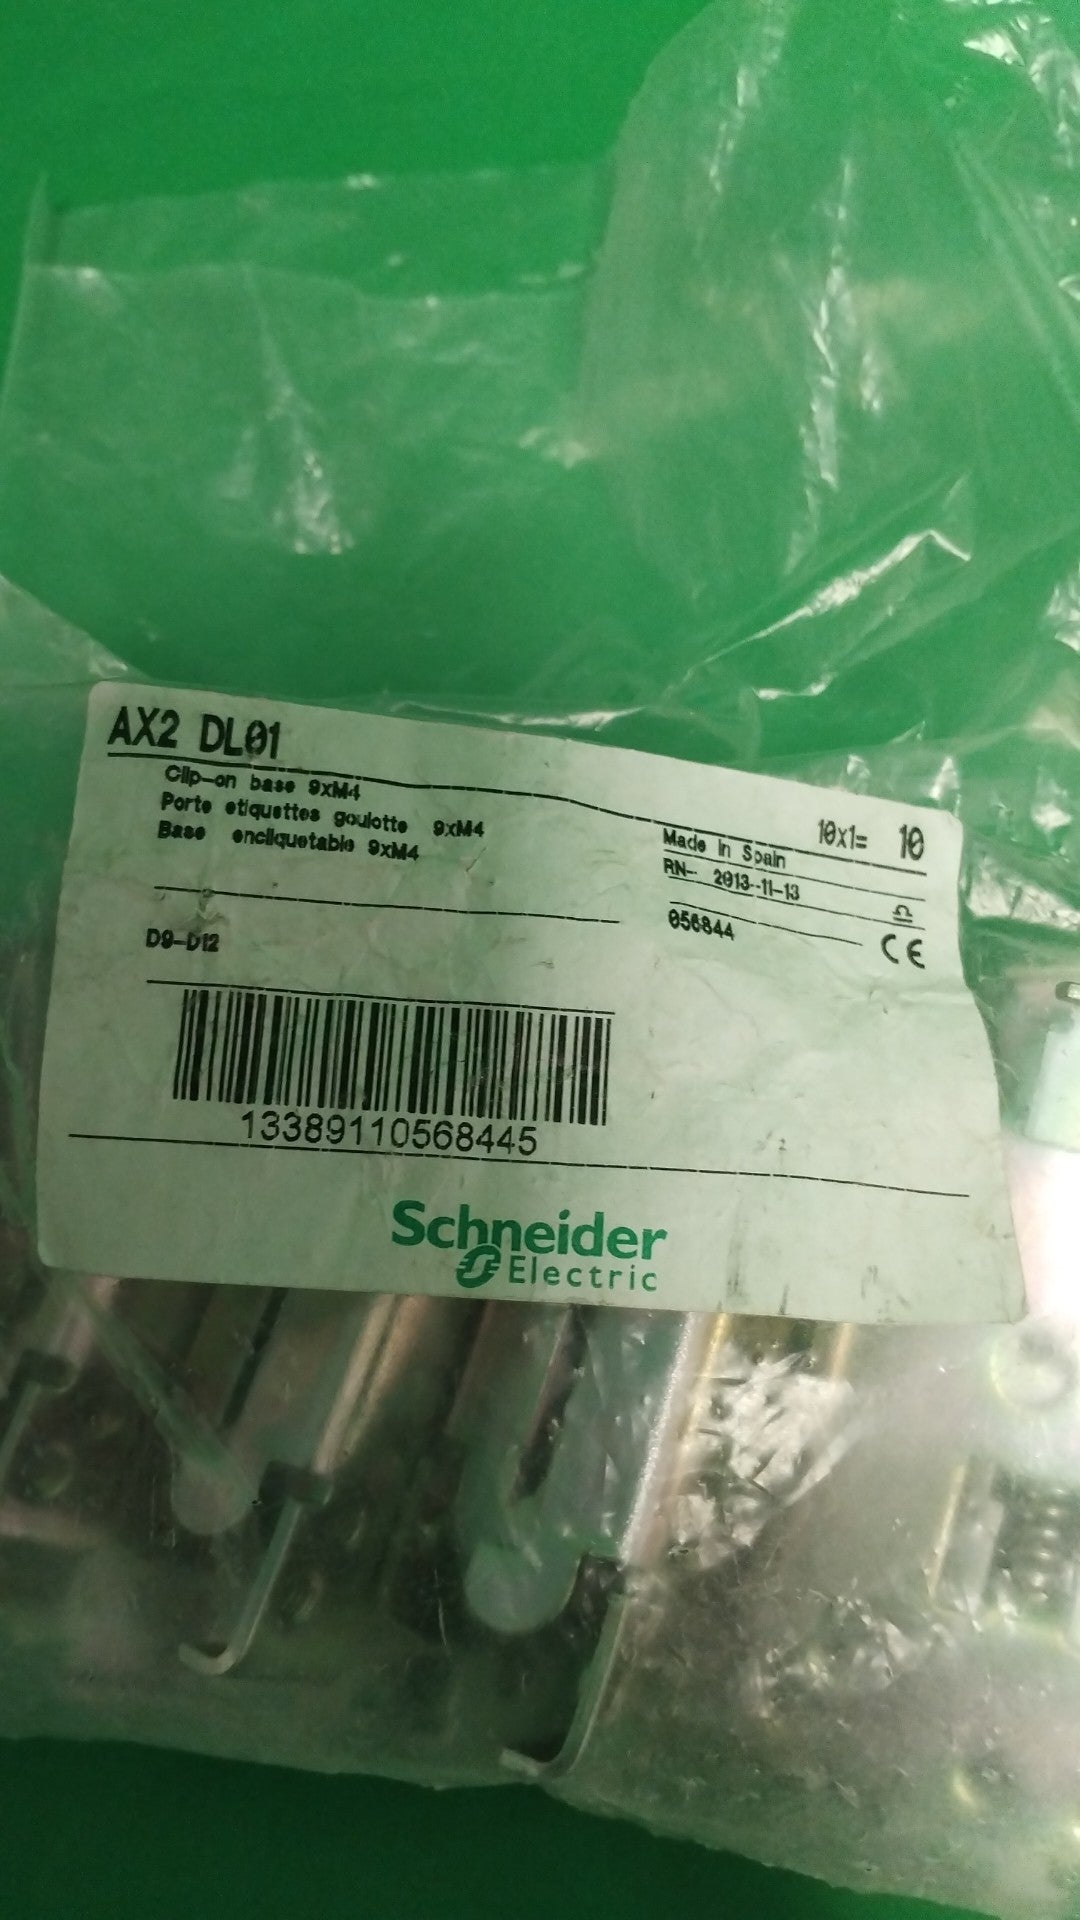 AX2 DL01
Clip-on base 9xM4
Porte etiquettes goulotte 9xM4
Base encliquetable 9xM4
10x1= 10
Made in Spain
RN- 2013--11-13
056844
CE
D9-D12
13389110568445
Schneider
Electric